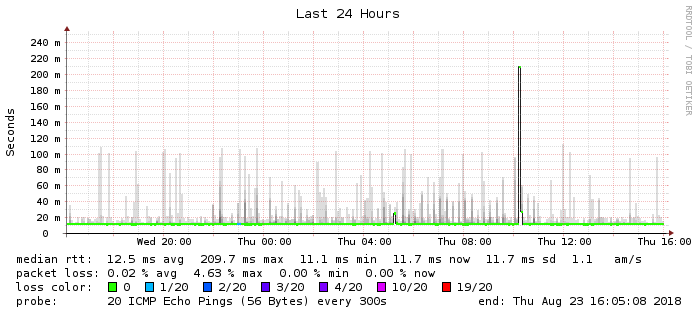 Last 24 Hours
RRDTOOL / TOBI OETIKER
Seconds
240 m
220 m
200 m
180 m
160 m
140 m
120 m
100 m
80 m
60 m
40 m
20 m
0
Wed 20:00 Thu 00:00 Thu 04:00 Thu 08:00 Thu 12:00 Thu 16:00
median rtt: 12.5 ms avg 209.7 ms max 11.1 ms min 11.7 ms now 11.7 ms sd 1.1 am/s
packet loss: 0.02 % avg 4.63 % max 0.00 % min 0.00 % now
loss color: 0 1/20 2/20 3/20 4/20 10/20 19/20
probe: 20 ICMP Echo Pings (56 Bytes) every 300s end: Thu Aug 23 16:05:08 2018